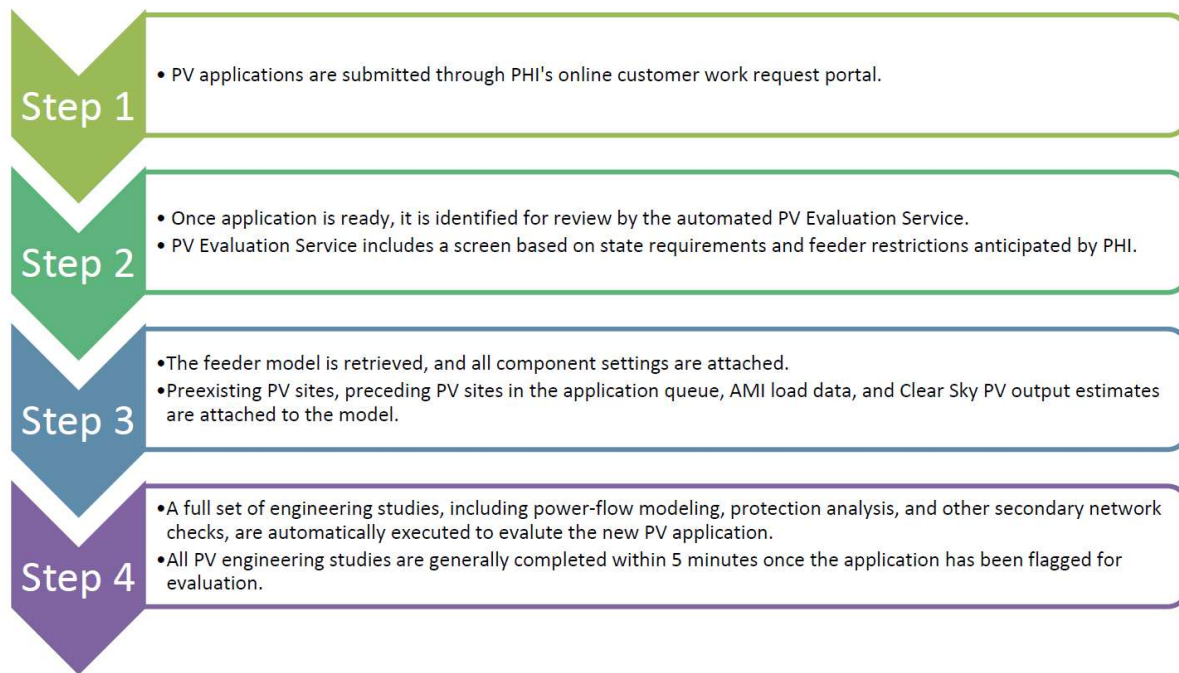 Step 1
• PV applications are submitted through PHI's online customer work request portal.
Step 2
• Once application is ready, it is identified for review by the automated PV Evaluation Service.
• PV Evaluation Service includes a screen based on state requirements and feeder restrictions anticipated by PHI.
Step 3
•The feeder model is retrieved, and all component settings are attached.
•Preexisting PV sites, preceding PV sites in the application queue, AMI load data, and Clear Sky PV output estimates
are attached to the model.
Step 4
•A full set of engineering studies, including power-flow modeling, protection analysis, and other secondary network
checks, are automatically executed to evalute the new PV application.
•All PV engineering studies are generally completed within 5 minutes once the application has been flagged for
evaluation.